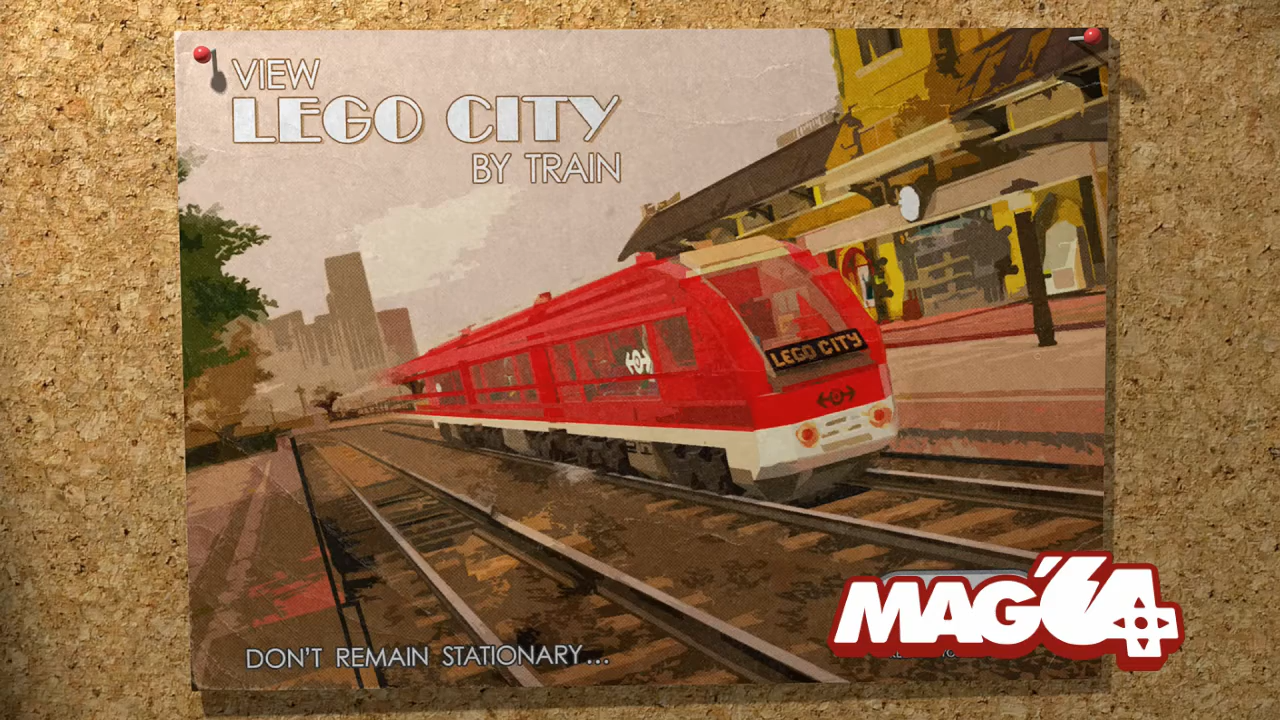 VIEW
LEGO CITY
BY TRAIN
LEGO CITY
DON'T REMAIN STATIONARY...
MAG'64